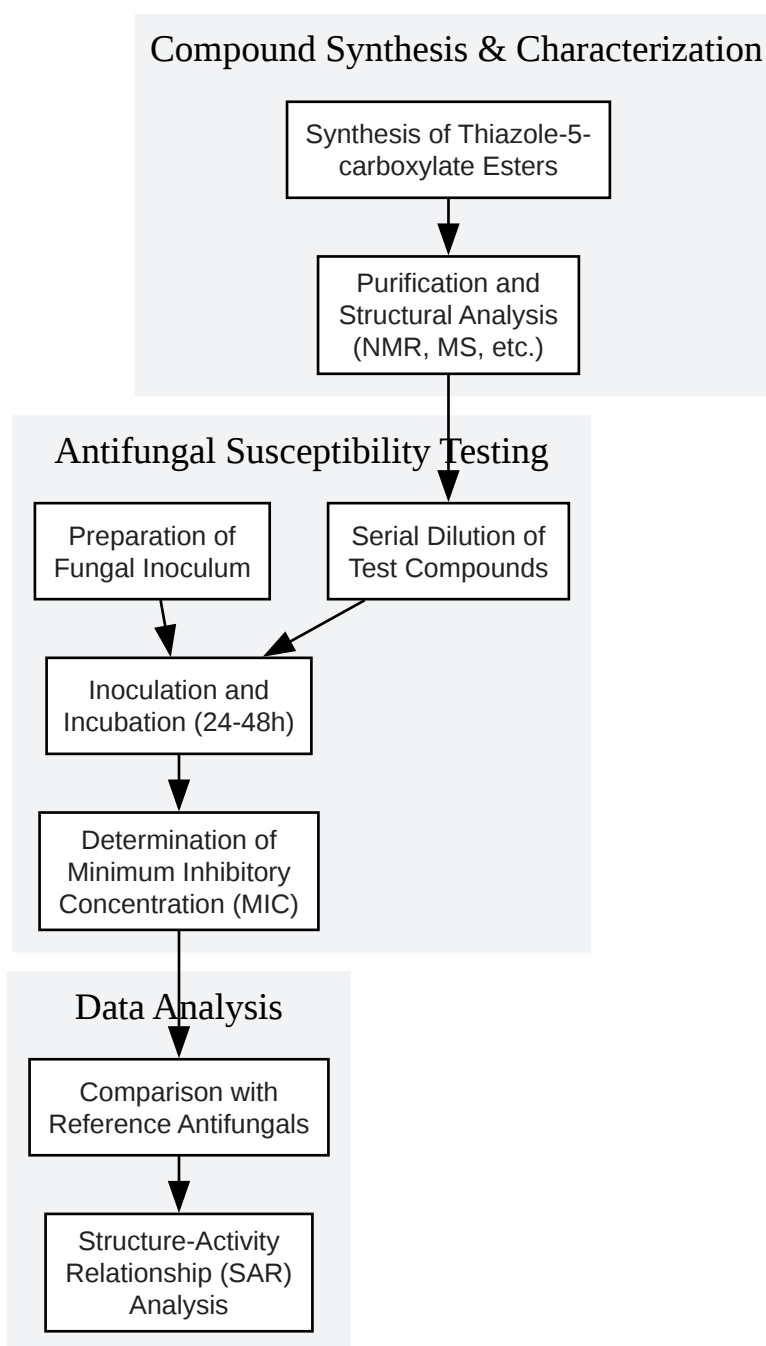 Compound Synthesis & Characterization
Synthesis of Thiazole-5-
carboxylate Esters
Purification and
Structural Analysis
(NMR, MS, etc.)
Antifungal Susceptibility Testing
Preparation of
Fungal Inoculum
Serial Dilution of
Test Compounds
Inoculation and
Incubation (24-48h)
Determination of
Minimum Inhibitory
Concentration (MIC)
Data Analysis
Comparison with
Reference Antifungals
Structure-Activity
Relationship (SAR)
Analysis